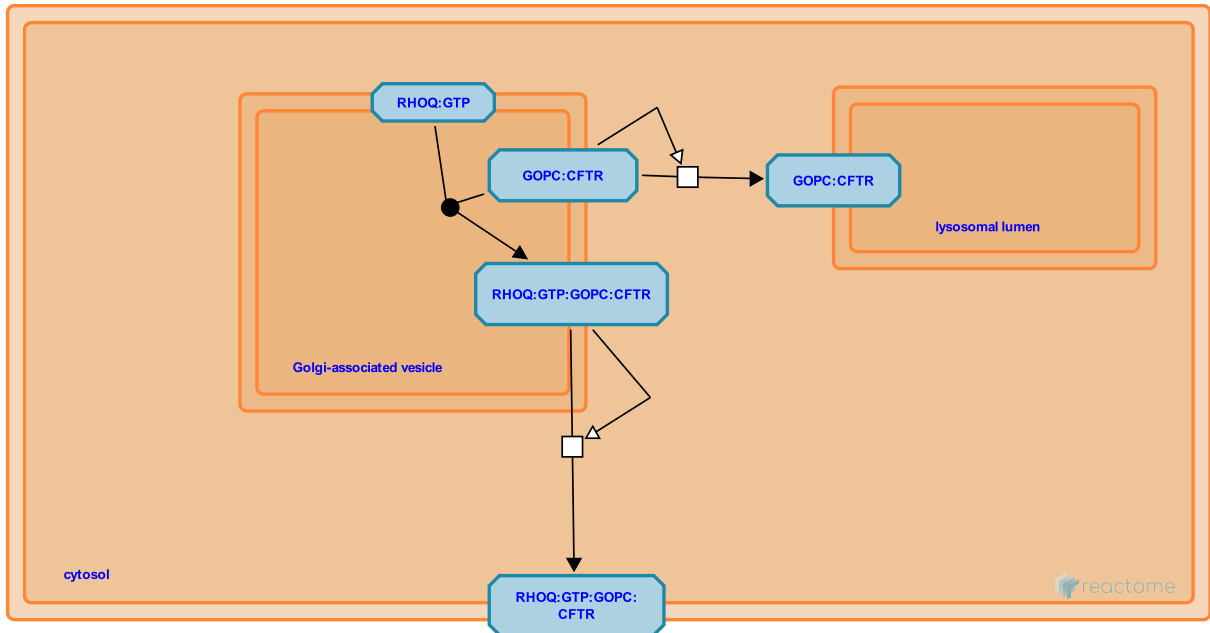 RHOQ:GTP
GOPC:CFTR
GOPC:CFTR
lysosomal lumen
RHOQ:GTP:GOPC:CFTR
Golgi-associated vesicle
cytosol
reactome
RHOQ:GTP:GOPC:
CFTR